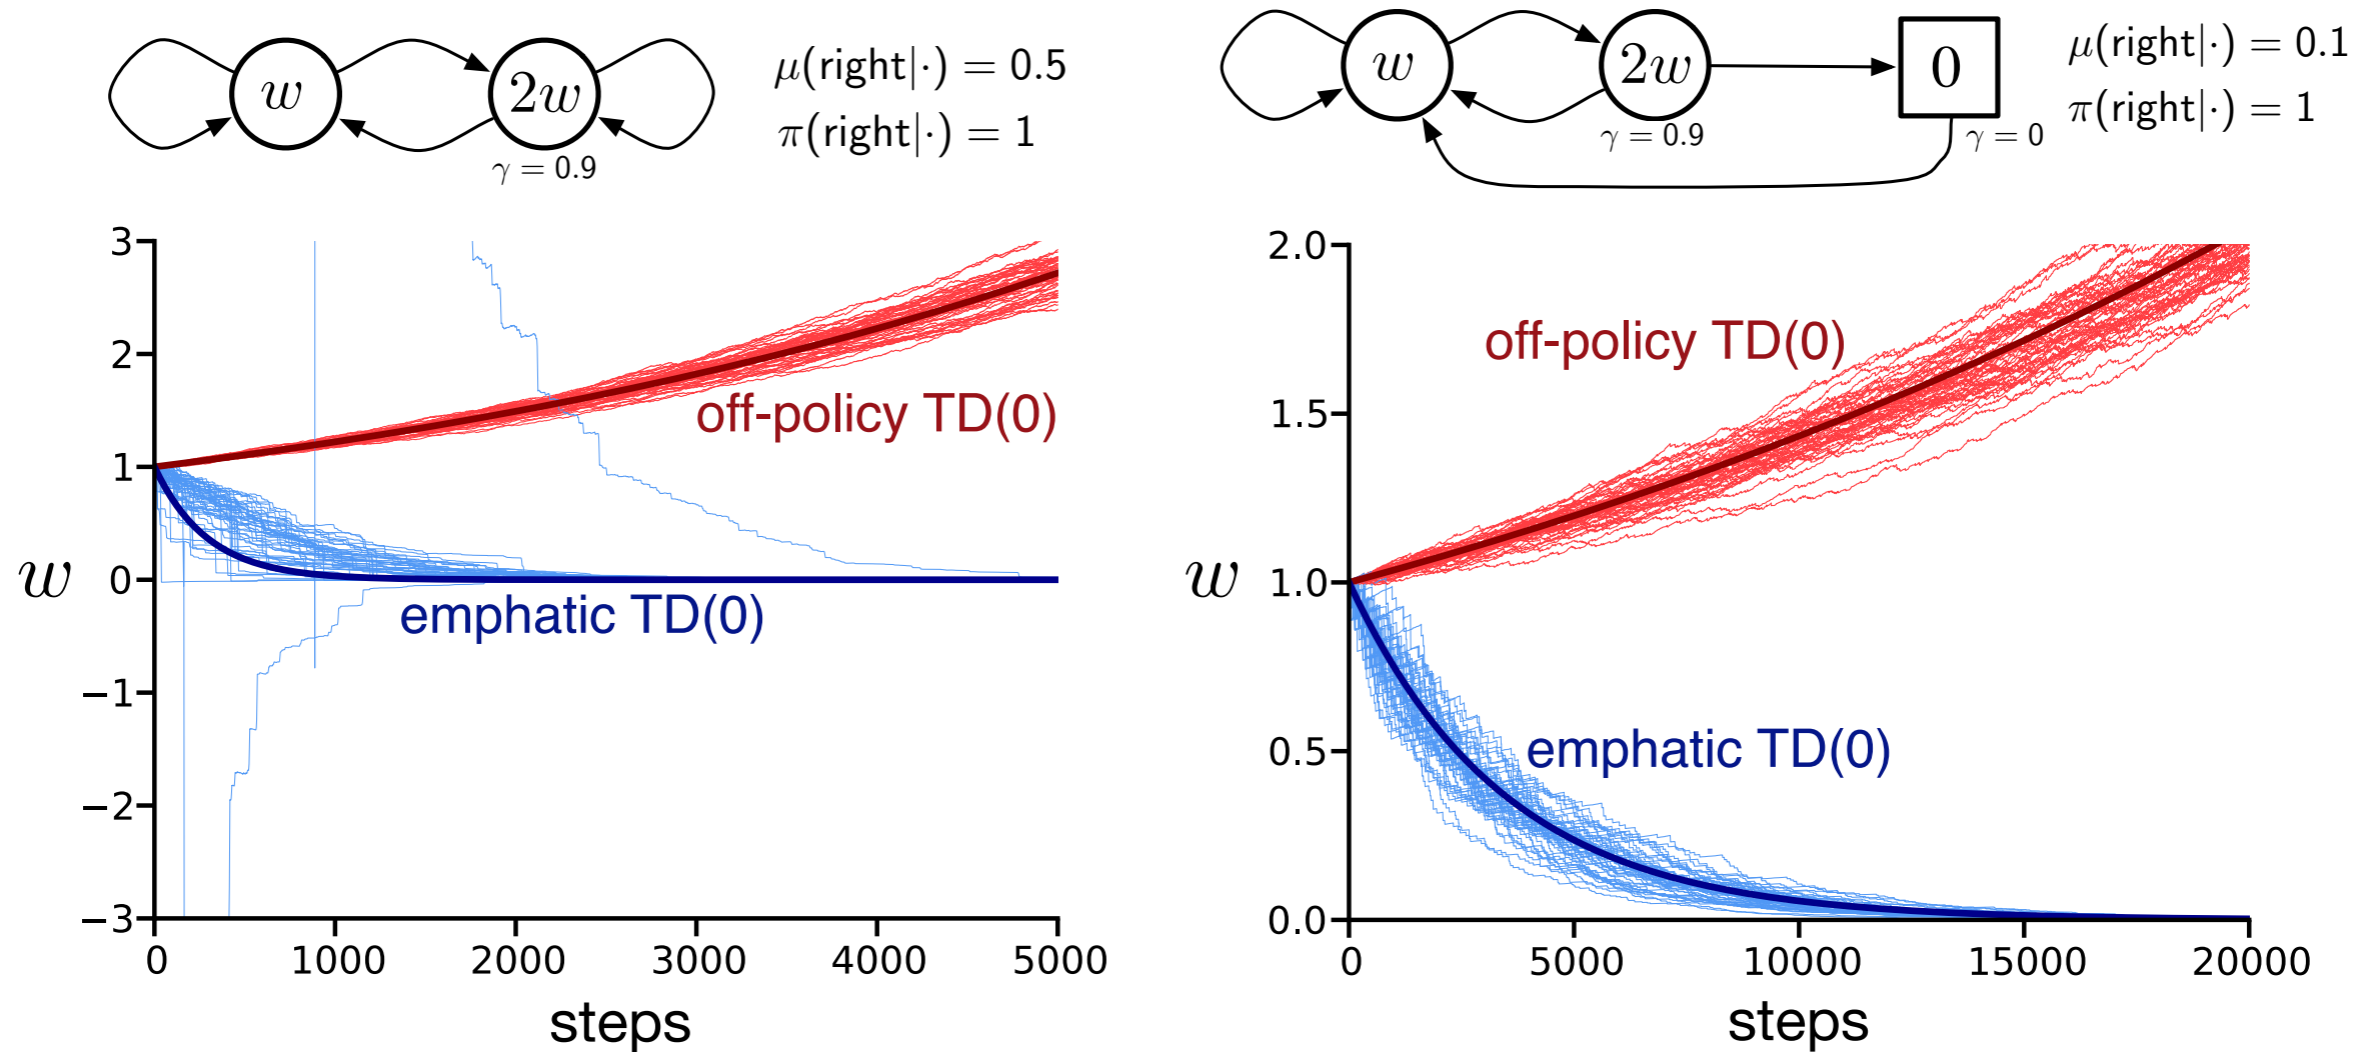 w
2w
γ = 0.9
μ(right|·) = 0.5
π(right|·) = 1
3
2
1
0
−1
−2
−3
w
off-policy TD(0)
emphatic TD(0)
0
1000
2000
3000
4000
5000
steps
w
2w
γ = 0.9
0
γ = 0
μ(right|·) = 0.1
π(right|·) = 1
2.0
1.5
1.0
0.5
0.0
w
off-policy TD(0)
emphatic TD(0)
0
5000
10000
15000
20000
steps